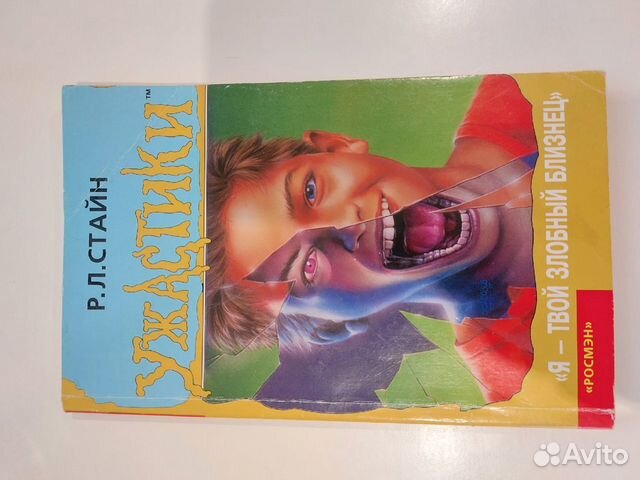 Р.Л.СТАЙН
УЖАСТИКИ™
«Я – ТВОЙ ЗЛОБНЫЙ БЛИЗНЕЦ»
«РОСМЭН»
Avito